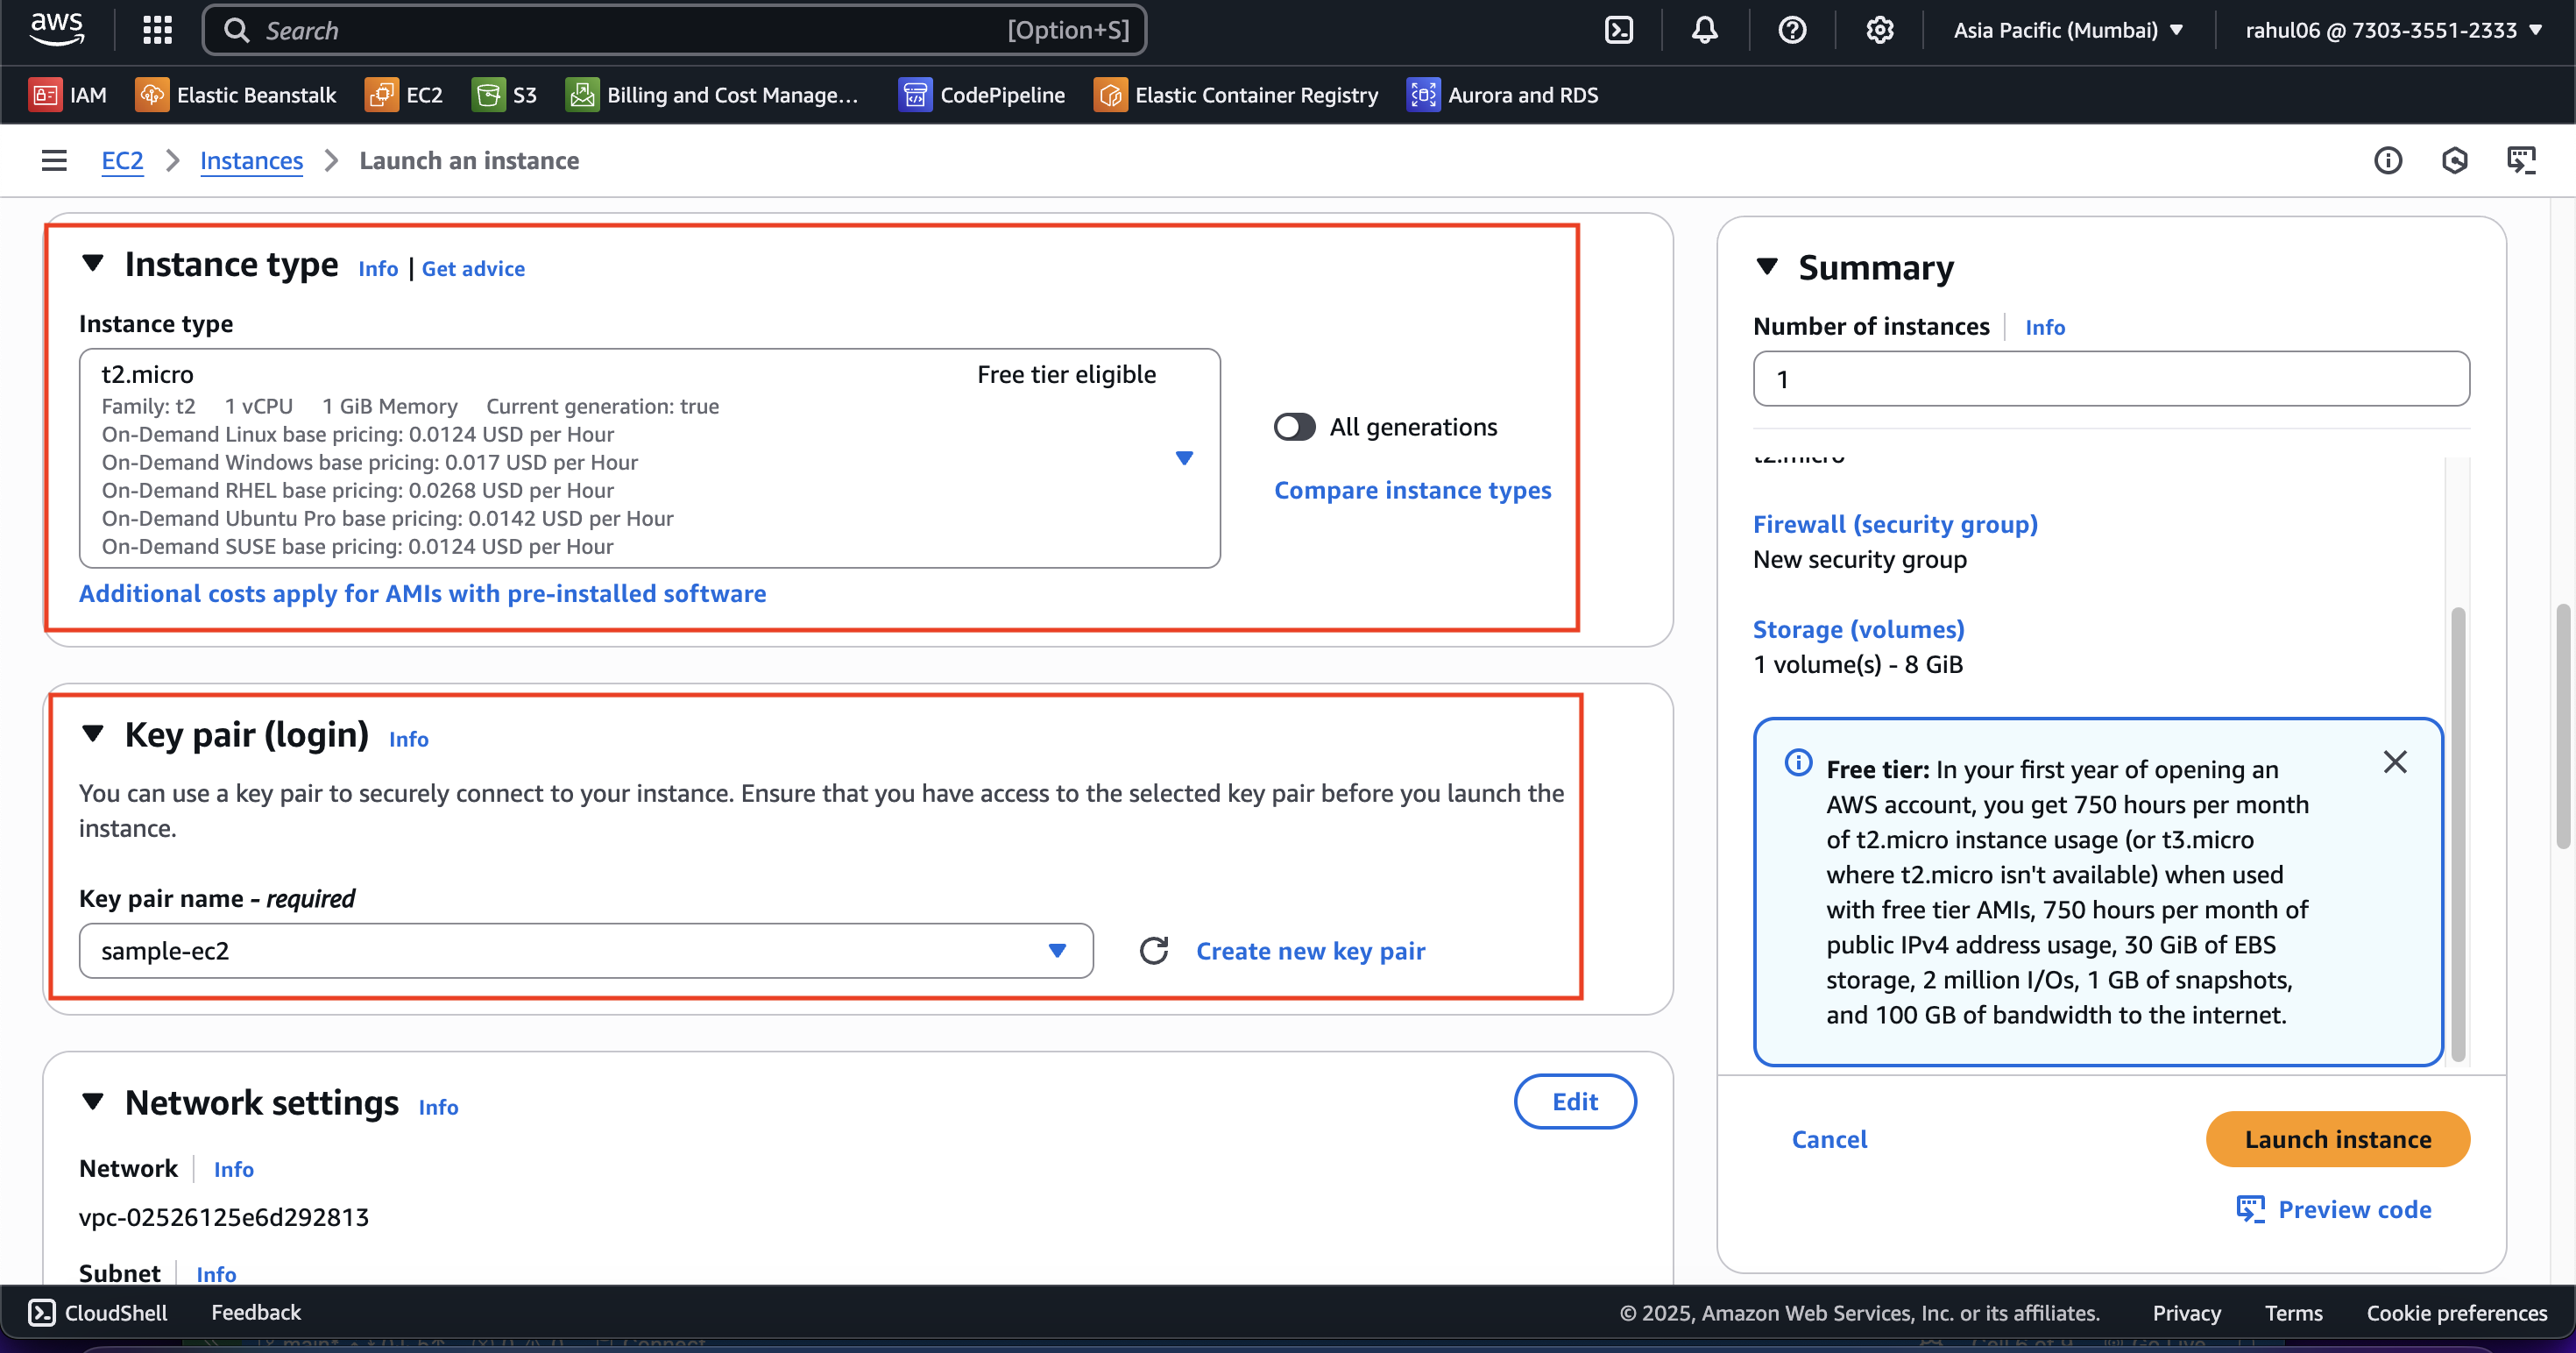 aws
Search [Option+S]
Asia Pacific (Mumbai)
rahul06 @ 7303-3551-2333
IAM
Elastic Beanstalk
EC2
S3
Billing and Cost Manage...
CodePipeline
Elastic Container Registry
Aurora and RDS
EC2
Instances
Launch an instance
Instance type
Info | Get advice
Instance type
t2.micro
Free tier eligible
Family: t2 1 vCPU 1 GiB Memory Current generation: true
On-Demand Linux base pricing: 0.0124 USD per Hour
On-Demand Windows base pricing: 0.017 USD per Hour
On-Demand RHEL base pricing: 0.0268 USD per Hour
On-Demand Ubuntu Pro base pricing: 0.0142 USD per Hour
On-Demand SUSE base pricing: 0.0124 USD per Hour
All generations
Compare instance types
Additional costs apply for AMIs with pre-installed software
Key pair (login)
Info
You can use a key pair to securely connect to your instance. Ensure that you have access to the selected key pair before you launch the
instance.
Key pair name - required
sample-ec2
Create new key pair
Network settings
Info
Edit
Network
Info
vpc-02526125e6d292813
Subnet
Info
Summary
Number of instances
Info
1
t2.micro
Firewall (security group)
New security group
Storage (volumes)
1 volume(s) - 8 GiB
Free tier: In your first year of opening an
AWS account, you get 750 hours per month
of t2.micro instance usage (or t3.micro
where t2.micro isn't available) when used
with free tier AMIs, 750 hours per month of
public IPv4 address usage, 30 GiB of EBS
storage, 2 million I/Os, 1 GB of snapshots,
and 100 GB of bandwidth to the internet.
Cancel
Launch instance
Preview code
CloudShell
Feedback
© 2025, Amazon Web Services, Inc. or its affiliates.
Privacy
Terms
Cookie preferences